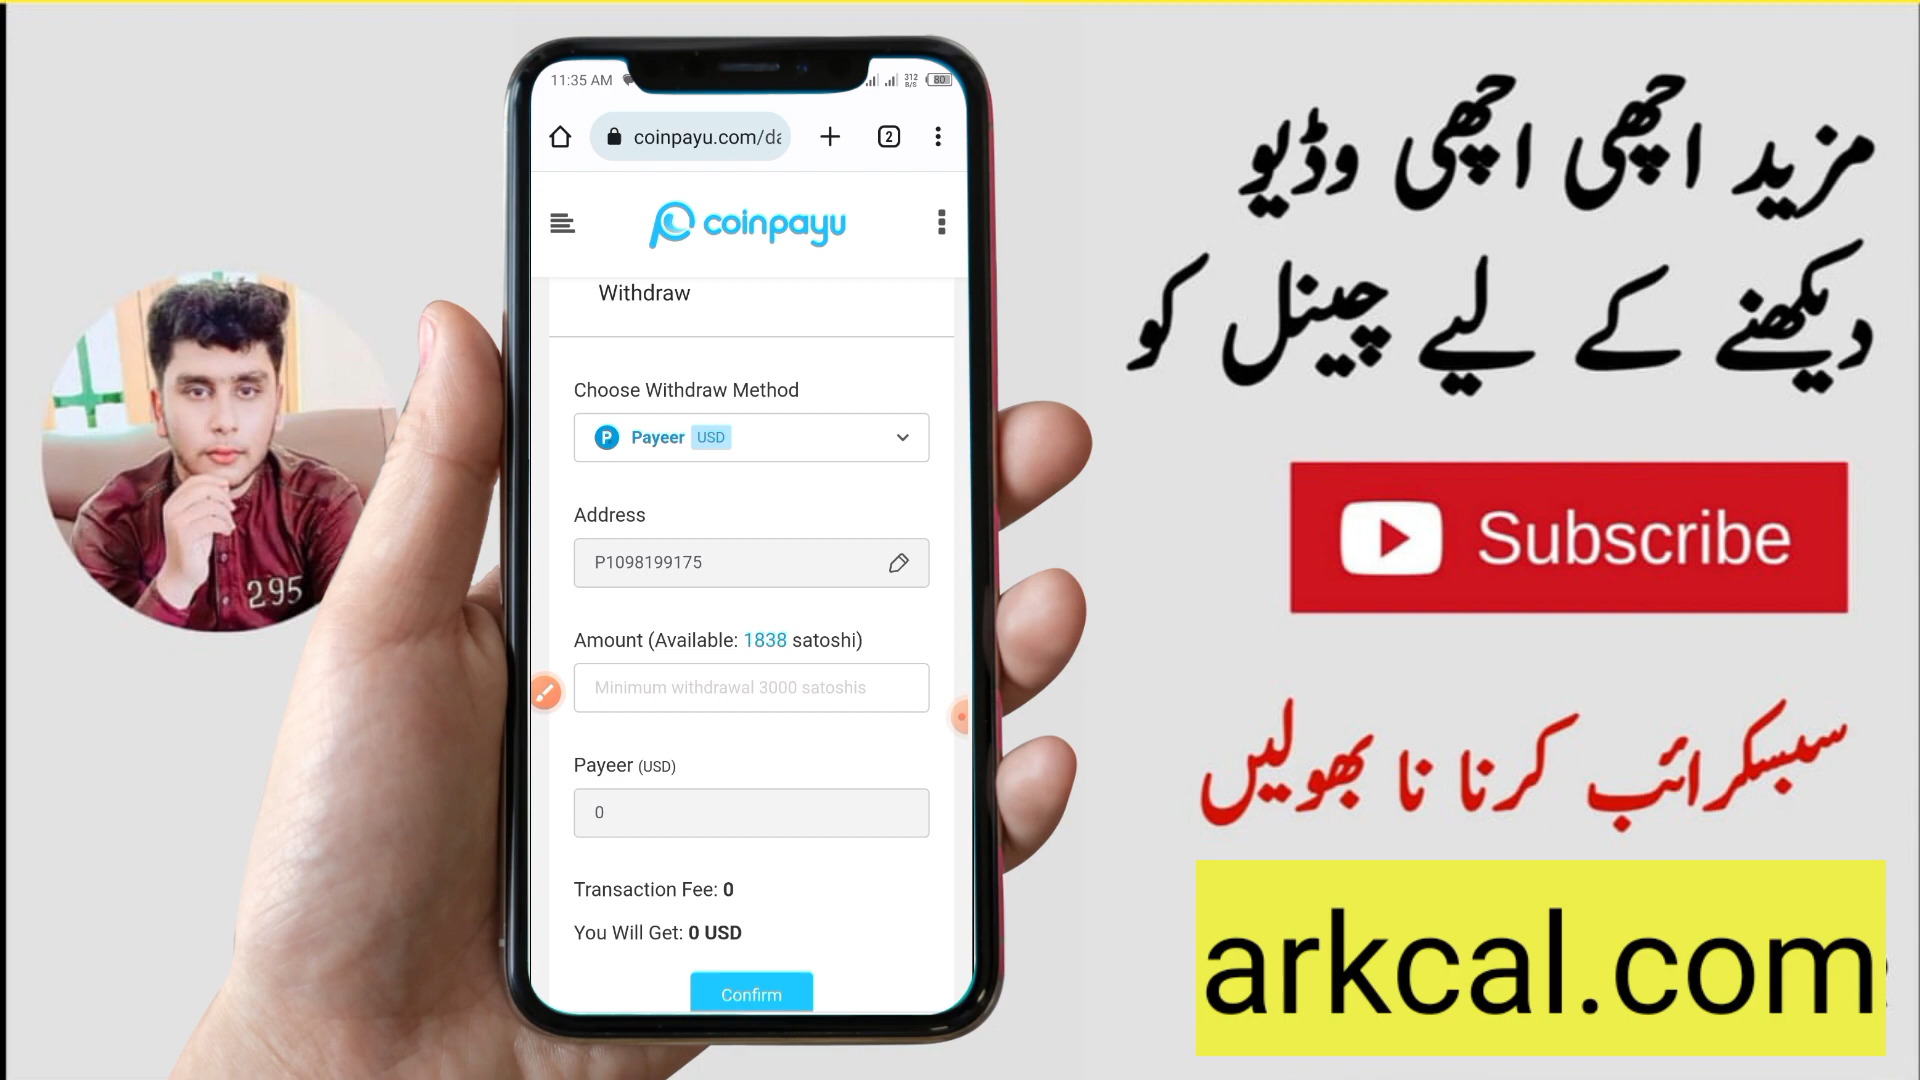 11:35 AM
312 B/S
80
coinpayu.com/da
2
coinpayu
Withdraw
Choose Withdraw Method
P Payeer USD
Address
P1098199175
Amount (Available: 1838 satoshi)
Minimum withdrawal 3000 satoshis
Payeer (USD)
0
Transaction Fee: 0
You Will Get: 0 USD
Confirm
295
مزید اچھی اچھی وڈیو
دیکھنے کے لیے چینل کو
Subscribe
سبسکرائب کرنا نا بھولیں
arkcal.com